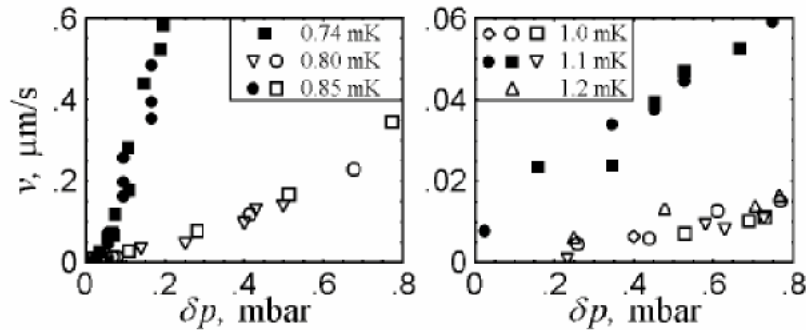 .6
.4
.2
0
v, μm/s
0.74 mK
0.80 mK
0.85 mK
0 .2 .4 .6 .8
δp, mbar
.06
.04
.02
0
1.0 mK
1.1 mK
1.2 mK
0 .2 .4 .6 .8
δp, mbar